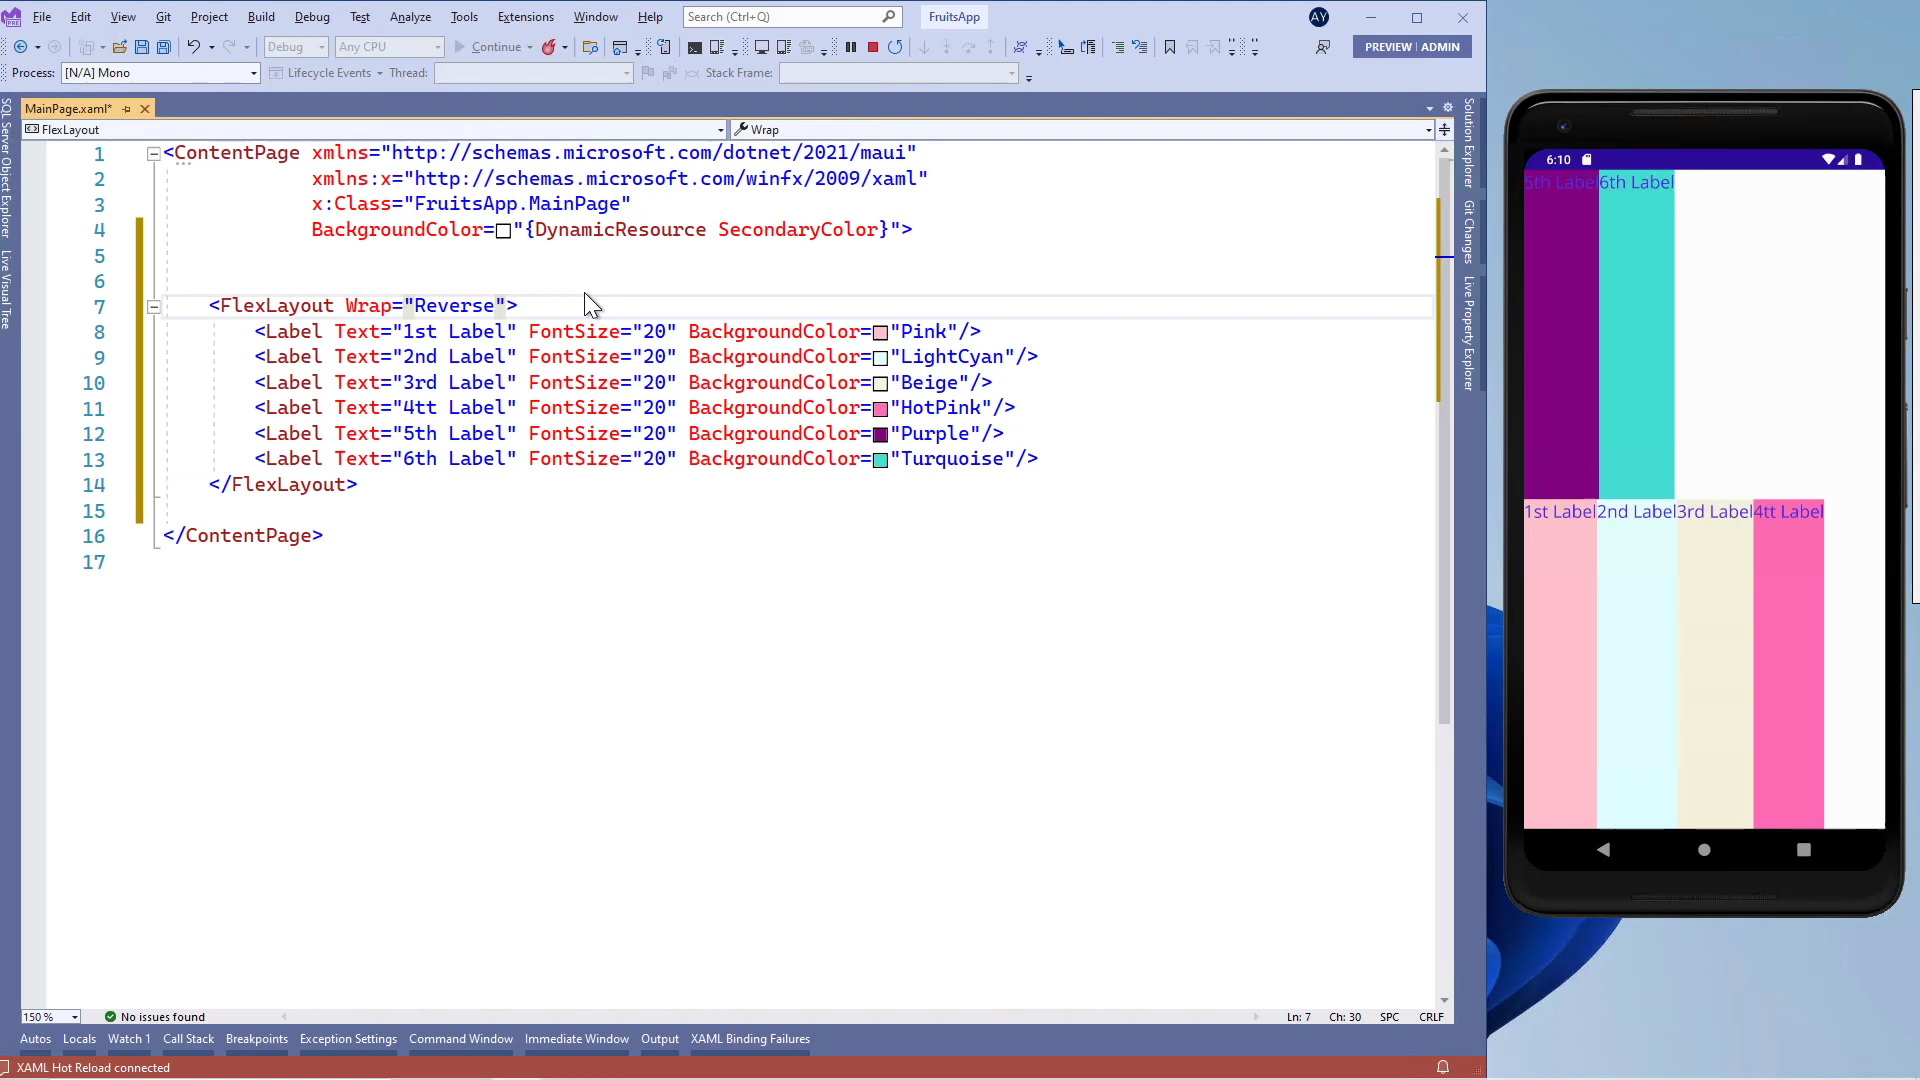 File Edit View Git Project Build Debug Test Analyze Tools Extensions Window Help Search (Ctrl+Q) FruitsApp AY
Debug Any CPU Continue PREVIEW | ADMIN
Process: [N/A] Mono Lifecycle Events Thread: Stack Frame:
MainPage.xaml*
FlexLayout Wrap
1 <ContentPage xmlns="http://schemas.microsoft.com/dotnet/2021/maui"
2 xmlns:x="http://schemas.microsoft.com/winfx/2009/xaml"
3 x:Class="FruitsApp.MainPage"
4 BackgroundColor="{DynamicResource SecondaryColor}">
5
6
7 <FlexLayout Wrap="Reverse">
8 <Label Text="1st Label" FontSize="20" BackgroundColor="Pink"/>
9 <Label Text="2nd Label" FontSize="20" BackgroundColor="LightCyan"/>
10 <Label Text="3rd Label" FontSize="20" BackgroundColor="Beige"/>
11 <Label Text="4tt Label" FontSize="20" BackgroundColor="HotPink"/>
12 <Label Text="5th Label" FontSize="20" BackgroundColor="Purple"/>
13 <Label Text="6th Label" FontSize="20" BackgroundColor="Turquoise"/>
14 </FlexLayout>
15
16 </ContentPage>
17
SQL Server Object Explorer
Live Visual Tree
Solution Explorer
Git Changes
Live Property Explorer
150 % No issues found Ln: 7 Ch: 30 SPC CRLF
Autos Locals Watch 1 Call Stack Breakpoints Exception Settings Command Window Immediate Window Output XAML Binding Failures
XAML Hot Reload connected
6:10
5th Label 6th Label
1st Label 2nd Label 3rd Label 4tt Label